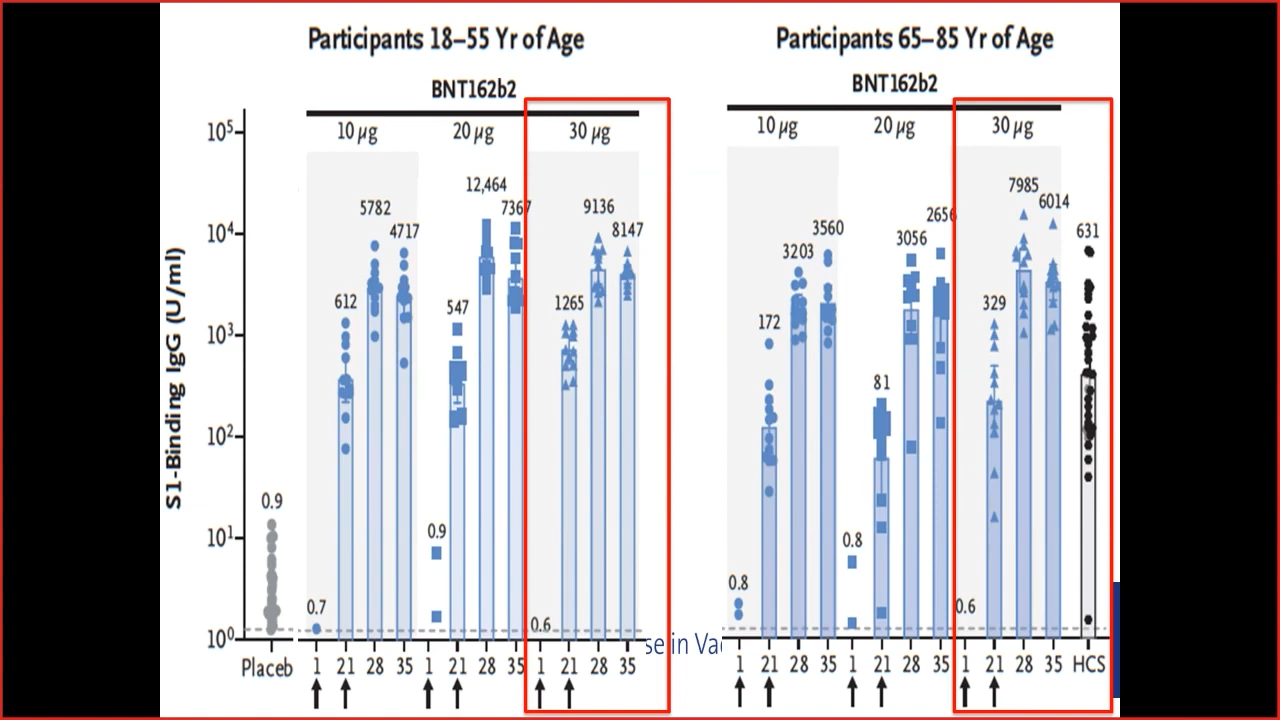 Participants 18–55 Yr of Age
Participants 65–85 Yr of Age
BNT162b2
BNT162b2
10 µg
20 µg
30 µg
10 µg
20 µg
30 µg
S1-Binding IgG (U/ml)
10⁵
10⁴
10³
10²
10¹
10⁰
0.9
0.7
612
5782
4717
0.9
547
12,464
7367
0.6
1265
9136
8147
0.8
172
3203
3560
0.8
81
3056
2656
0.6
329
7985
6014
631
se in Va
Placeb
1 21 28 35 1 21 28 35 1 21 28 35
1 21 28 35 1 21 28 35 1 21 28 35 HCS